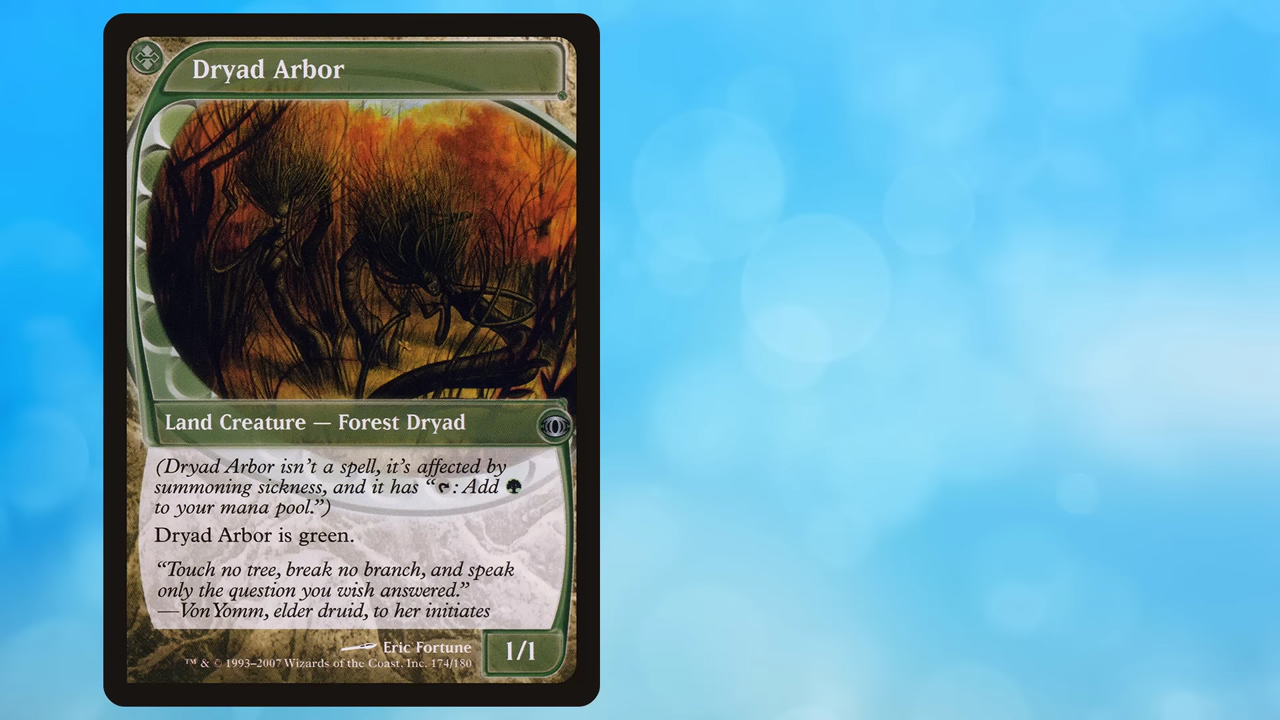 Dryad Arbor
Land Creature — Forest Dryad
(Dryad Arbor isn't a spell, it's affected by
summoning sickness, and it has “ : Add
to your mana pool.”)
Dryad Arbor is green.
“Touch no tree, break no branch, and speak
only the question you wish answered.”
—Von Yomm, elder druid, to her initiates
Eric Fortune
™ & © 1993–2007 Wizards of the Coast, Inc. 174/180
1/1